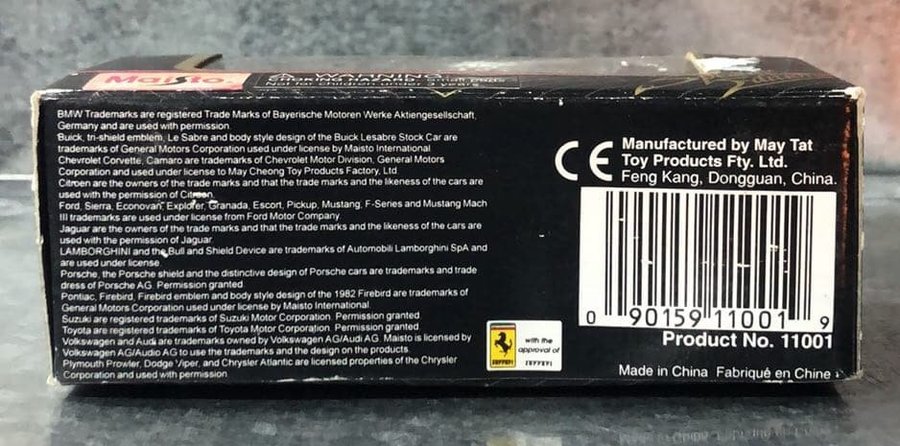 Maisto
WARNING
CHOKING HAZARD - Small parts
Not for children under 3 years
BMW Trademarks are registered Trade Marks of Bayerische Motoren Werke Aktiengesellschaft,
Germany and are used with permission.
Buick, tri-shield emblem, Le Sabre and body style design of the Buick Lesabre Stock Car are
trademarks of General Motors Corporation used under license by Maisto International
Chevrolet Corvette, Camaro are trademarks of Chevrolet Motor Division, General Motors
Corporation and used under license to May Cheong Toy Products Factory, Ltd.
Citroen are the owners of the trade marks and that the trade marks and the likeness of the cars are
used with the permission of Citroen.
Ford, Sierra, Econovan, Explorer, Granada, Escort, Pickup, Mustang, F-Series and Mustang Mach
III trademarks are used under license from Ford Motor Company
Jaguar are the owners of the trade marks and that the trade marks and the likeness of the cars are
used with the permission of Jaguar.
LAMBORGHINI and the Bull and Shield Device are trademarks of Automobili Lamborghini SpA and
are used under license
Porsche, the Porsche shield and the distinctive design of Porsche cars are trademarks and trade
dress of Porsche AG. Permission granted
Pontiac, Firebird, Firebird emblem and body style design of the 1982 Firebird are trademarks of
General Motors Corporation used under license by Maisto International.
Suzuki are registered trademarks of Suzuki Motor Corporation. Permission granted
Toyota are registered trademarks of Toyota Motor Corporation. Permission granted
Volkswagen and Audi are trademarks owned by Volkswagen AG/Audi AG. Maisto is licensed by
Volkswagen AG/Audio AG to use the trademarks and the design on the products.
Plymouth Prowler, Dodge Viper, and Chrysler Atlantic are licensed properties of the Chrysler
Corporation and used with permission.
with the
approval of
Ferrari
Ferrari
CE
Manufactured by May Tat
Toy Products Fty. Ltd.
Feng Kang, Dongguan, China.
0 90159 11001 9
Product No. 11001
Made in China Fabriqué en Chine